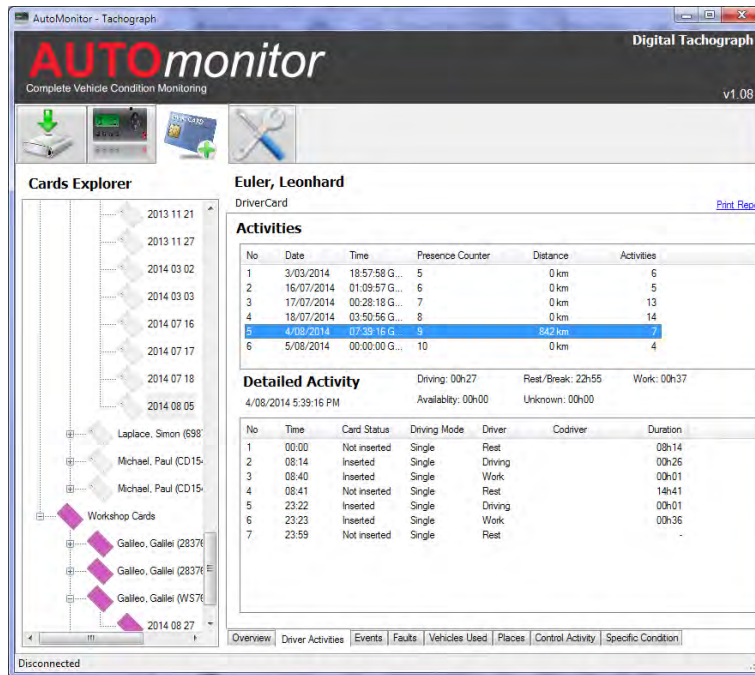 AutoMonitor - Tachograph
AUTOmonitor
Complete Vehicle Condition Monitoring
Digital Tachograph
v1.08
Cards Explorer
2013 11 21
2013 11 27
2014 03 02
2014 03 03
2014 07 16
2014 07 17
2014 07 18
2014 08 05
Laplace, Simon (698
Michael, Paul (CD15
Michael, Paul (CD15
Workshop Cards
Galileo, Galilei (28376
Galileo, Galilei (28376
Galileo, Galilei (WS76
2014 08 27
Euler, Leonhard
DriverCard
Print Rep
Activities
No Date Time Presence Counter Distance Activities
1 3/03/2014 18:57:58 G... 5 0 km 6
2 16/07/2014 01:09:57 G... 6 0 km 5
3 17/07/2014 00:28:18 G... 7 0 km 13
4 18/07/2014 03:50:56 G... 8 0 km 14
5 4/08/2014 07:39:16 G... 9 842 km 7
6 5/08/2014 00:00:00 G... 10 0 km 4
Detailed Activity
4/08/2014 5:39:16 PM
Driving: 00h27 Rest/Break: 22h55 Work: 00h37
Availablity: 00h00 Unknown: 00h00
No Time Card Status Driving Mode Driver Codriver Duration
1 00:00 Not inserted Single Rest 08h14
2 08:14 Inserted Single Driving 00h26
3 08:40 Inserted Single Work 00h01
4 08:41 Not inserted Single Rest 14h41
5 23:22 Inserted Single Driving 00h01
6 23:23 Inserted Single Work 00h36
7 23:59 Not inserted Single Rest -
Overview Driver Activities Events Faults Vehicles Used Places Control Activity Specific Condition
Disconnected